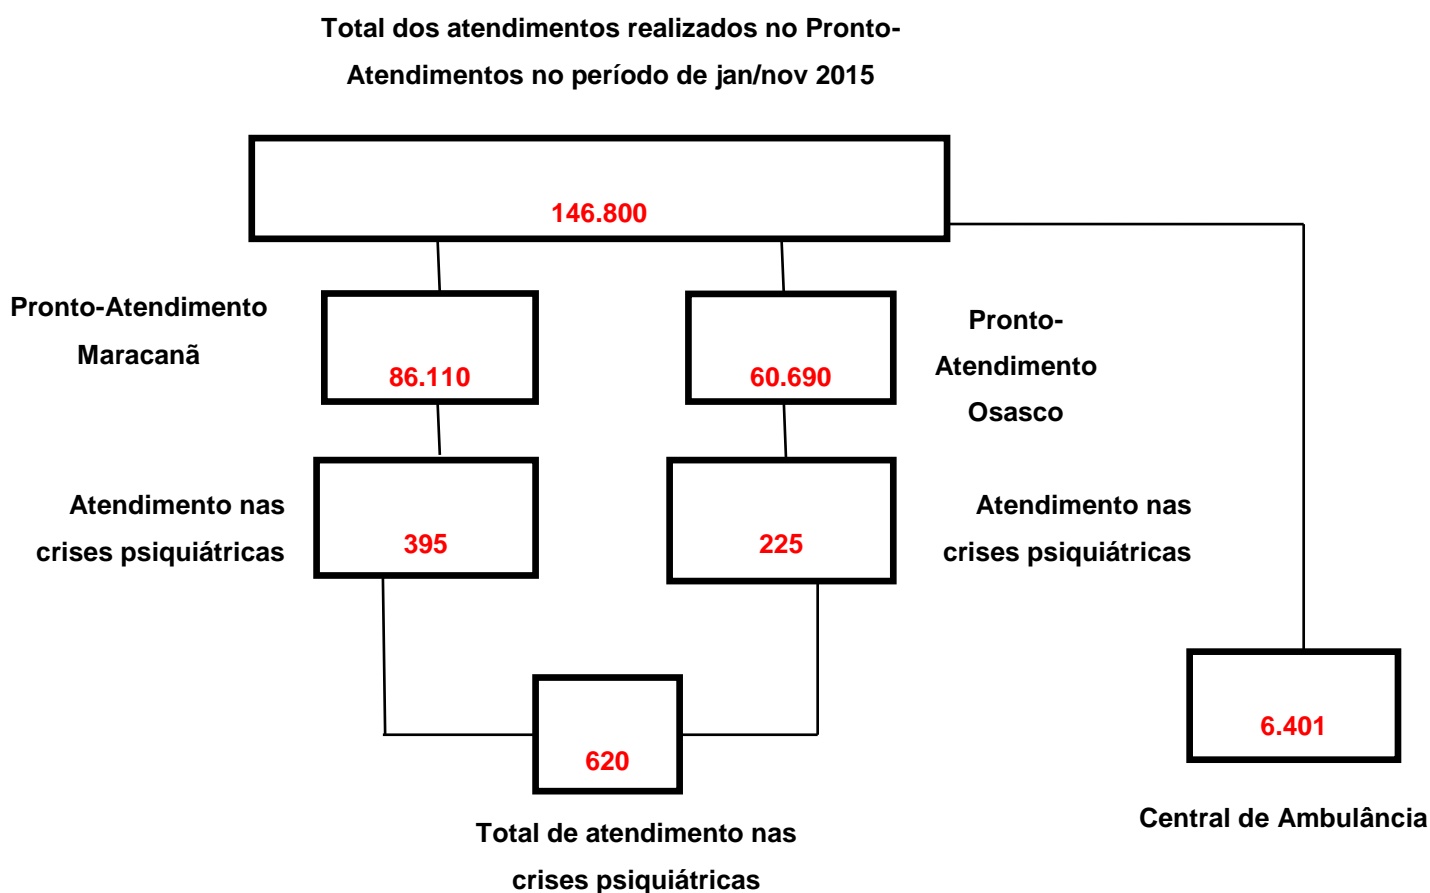 Total dos atendimentos realizados no Pronto-
Atendimentos no período de jan/nov 2015
146.800
Pronto-Atendimento
Maracanã
86.110
60.690
Pronto-
Atendimento
Osasco
Atendimento nas
crises psiquiátricas
395
225
Atendimento nas
crises psiquiátricas
620
Total de atendimento nas
crises psiquiátricas
6.401
Central de Ambulância